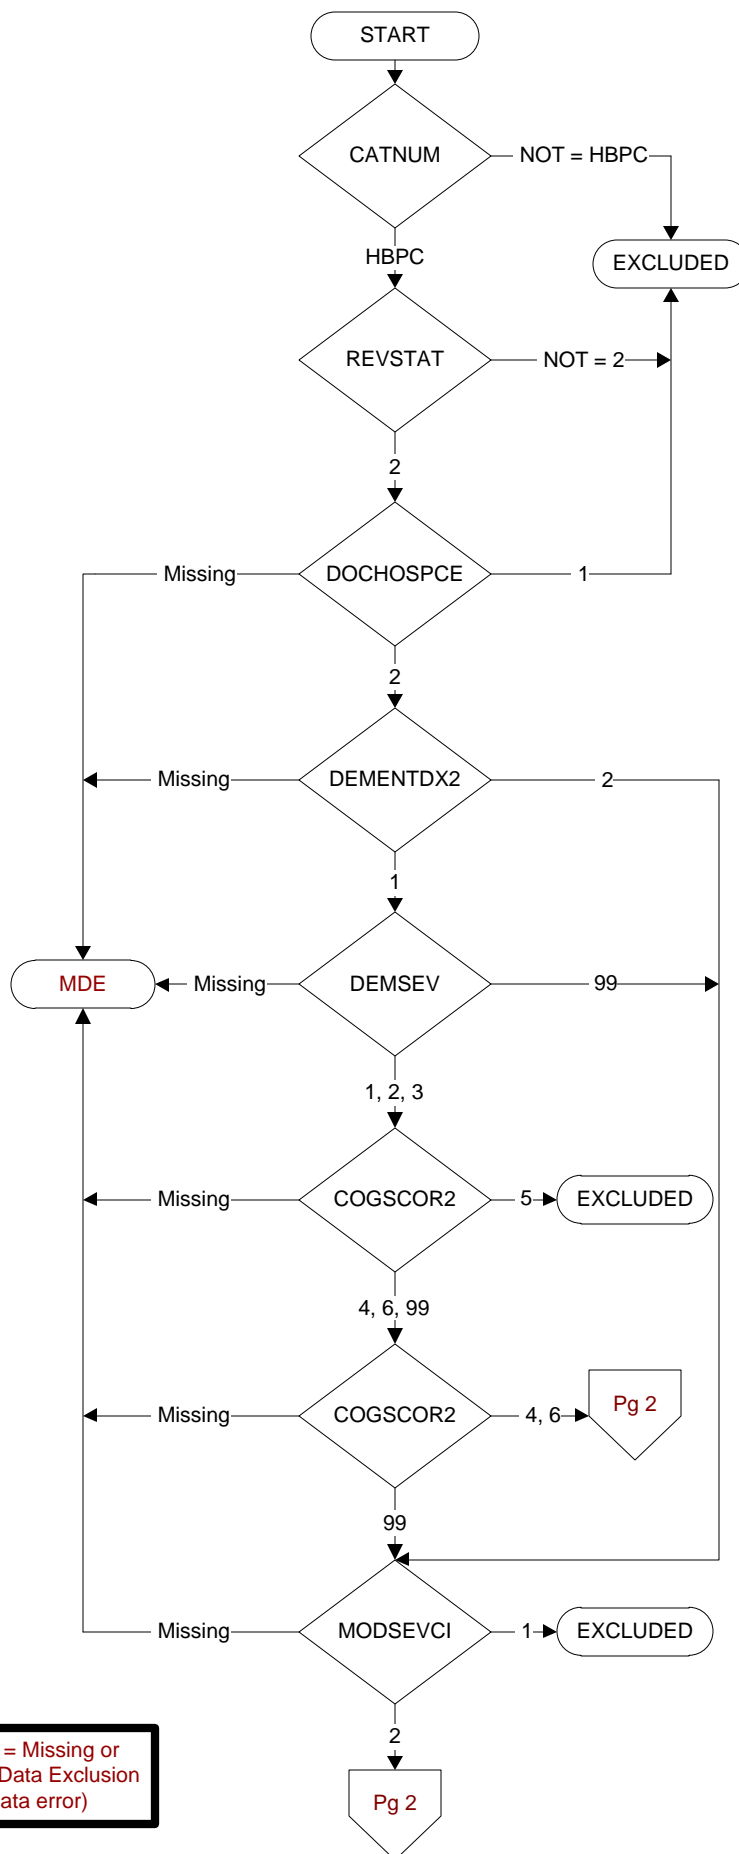 START
CATNUM
NOT = HBPC
EXCLUDED
HBPC
REVSTAT
NOT = 2
2
Missing
DOCHOSPCE
1
2
Missing
DEMENTDX2
2
1
MDE
Missing
DEMSEV
99
1, 2, 3
Missing
COGSCOR2
5
EXCLUDED
4, 6, 99
Missing
COGSCOR2
4, 6
Pg 2
99
Missing
MODSEVCI
1
EXCLUDED
2
= Missing or
Data Exclusion
ata error)
Pg 2